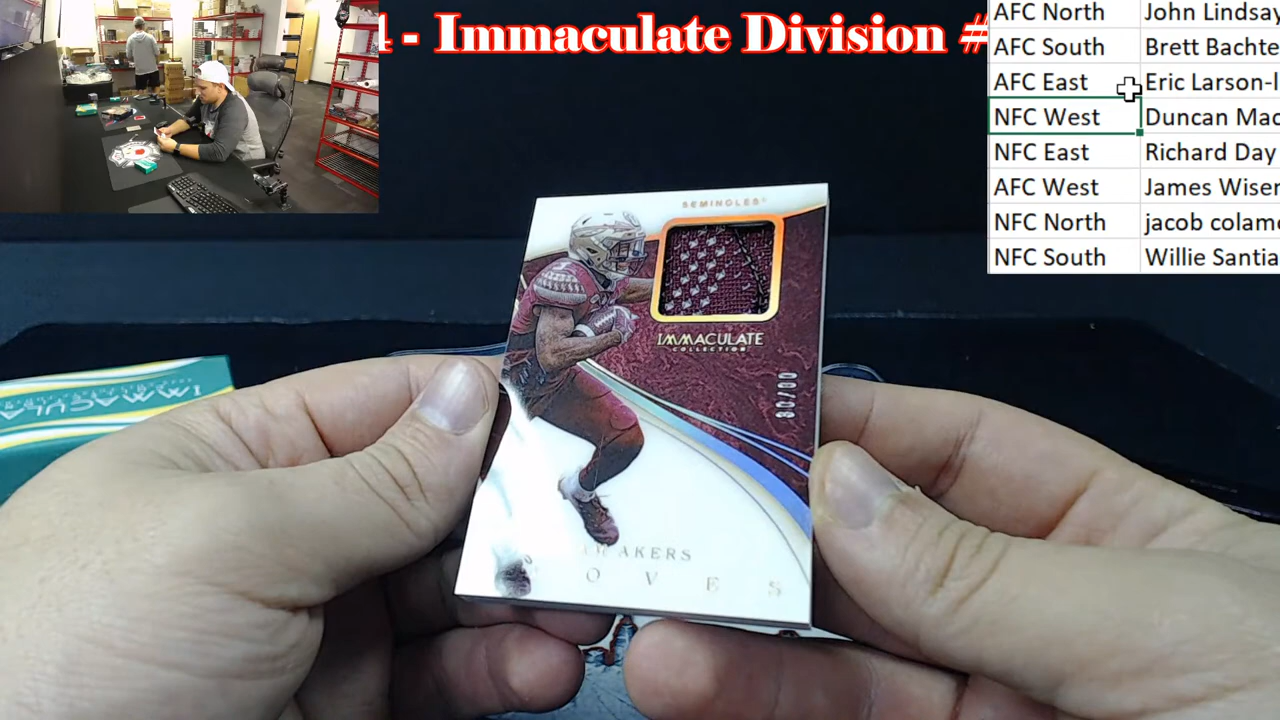 4 - Immaculate Division #
AFC North John Lindsay
AFC South Brett Bachte
AFC East Eric Larson-l
NFC West Duncan Mac
NFC East Richard Day
AFC West James Wiser
NFC North jacob colame
NFC South Willie Santia
SEMINOLES
IMMACULATE
COLLECTION
AKERS
O V E S
IMMACULA